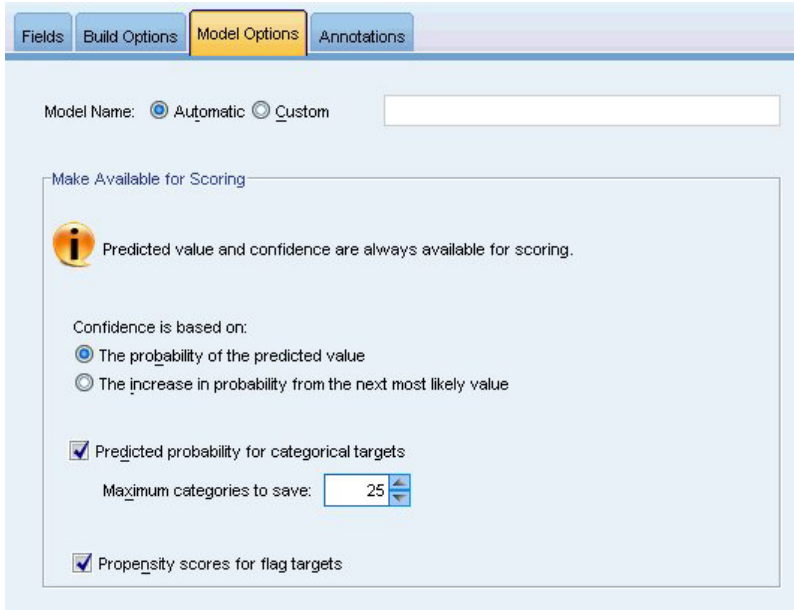 Fields Build Options Model Options Annotations
Model Name: Automatic Custom
Make Available for Scoring
i Predicted value and confidence are always available for scoring.
Confidence is based on:
The probability of the predicted value
The increase in probability from the next most likely value
Predicted probability for categorical targets
Maximum categories to save: 25
Propensity scores for flag targets